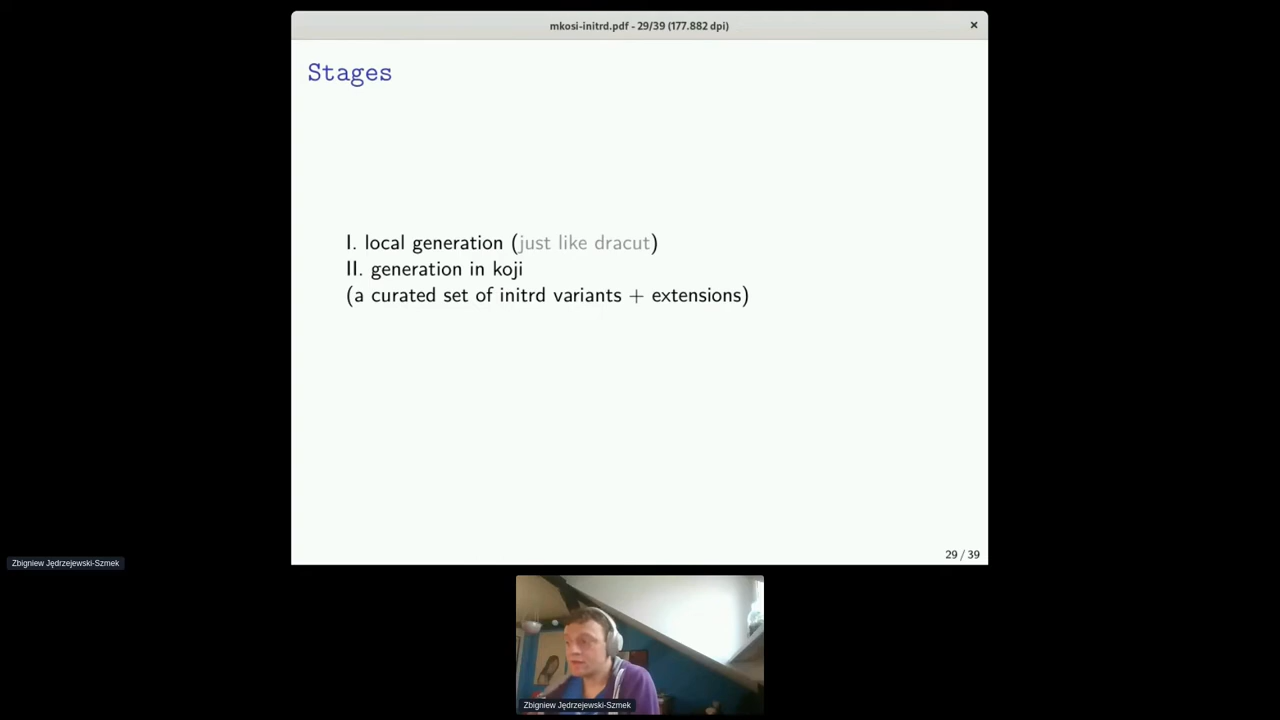 mkosi-initrd.pdf - 29/39 (177.882 dpi)
Stages
I. local generation (just like dracut)
II. generation in koji
(a curated set of initrd variants + extensions)
29 / 39
Zbigniew Jędrzejewski-Szmek
Zbigniew Jędrzejewski-Szmek